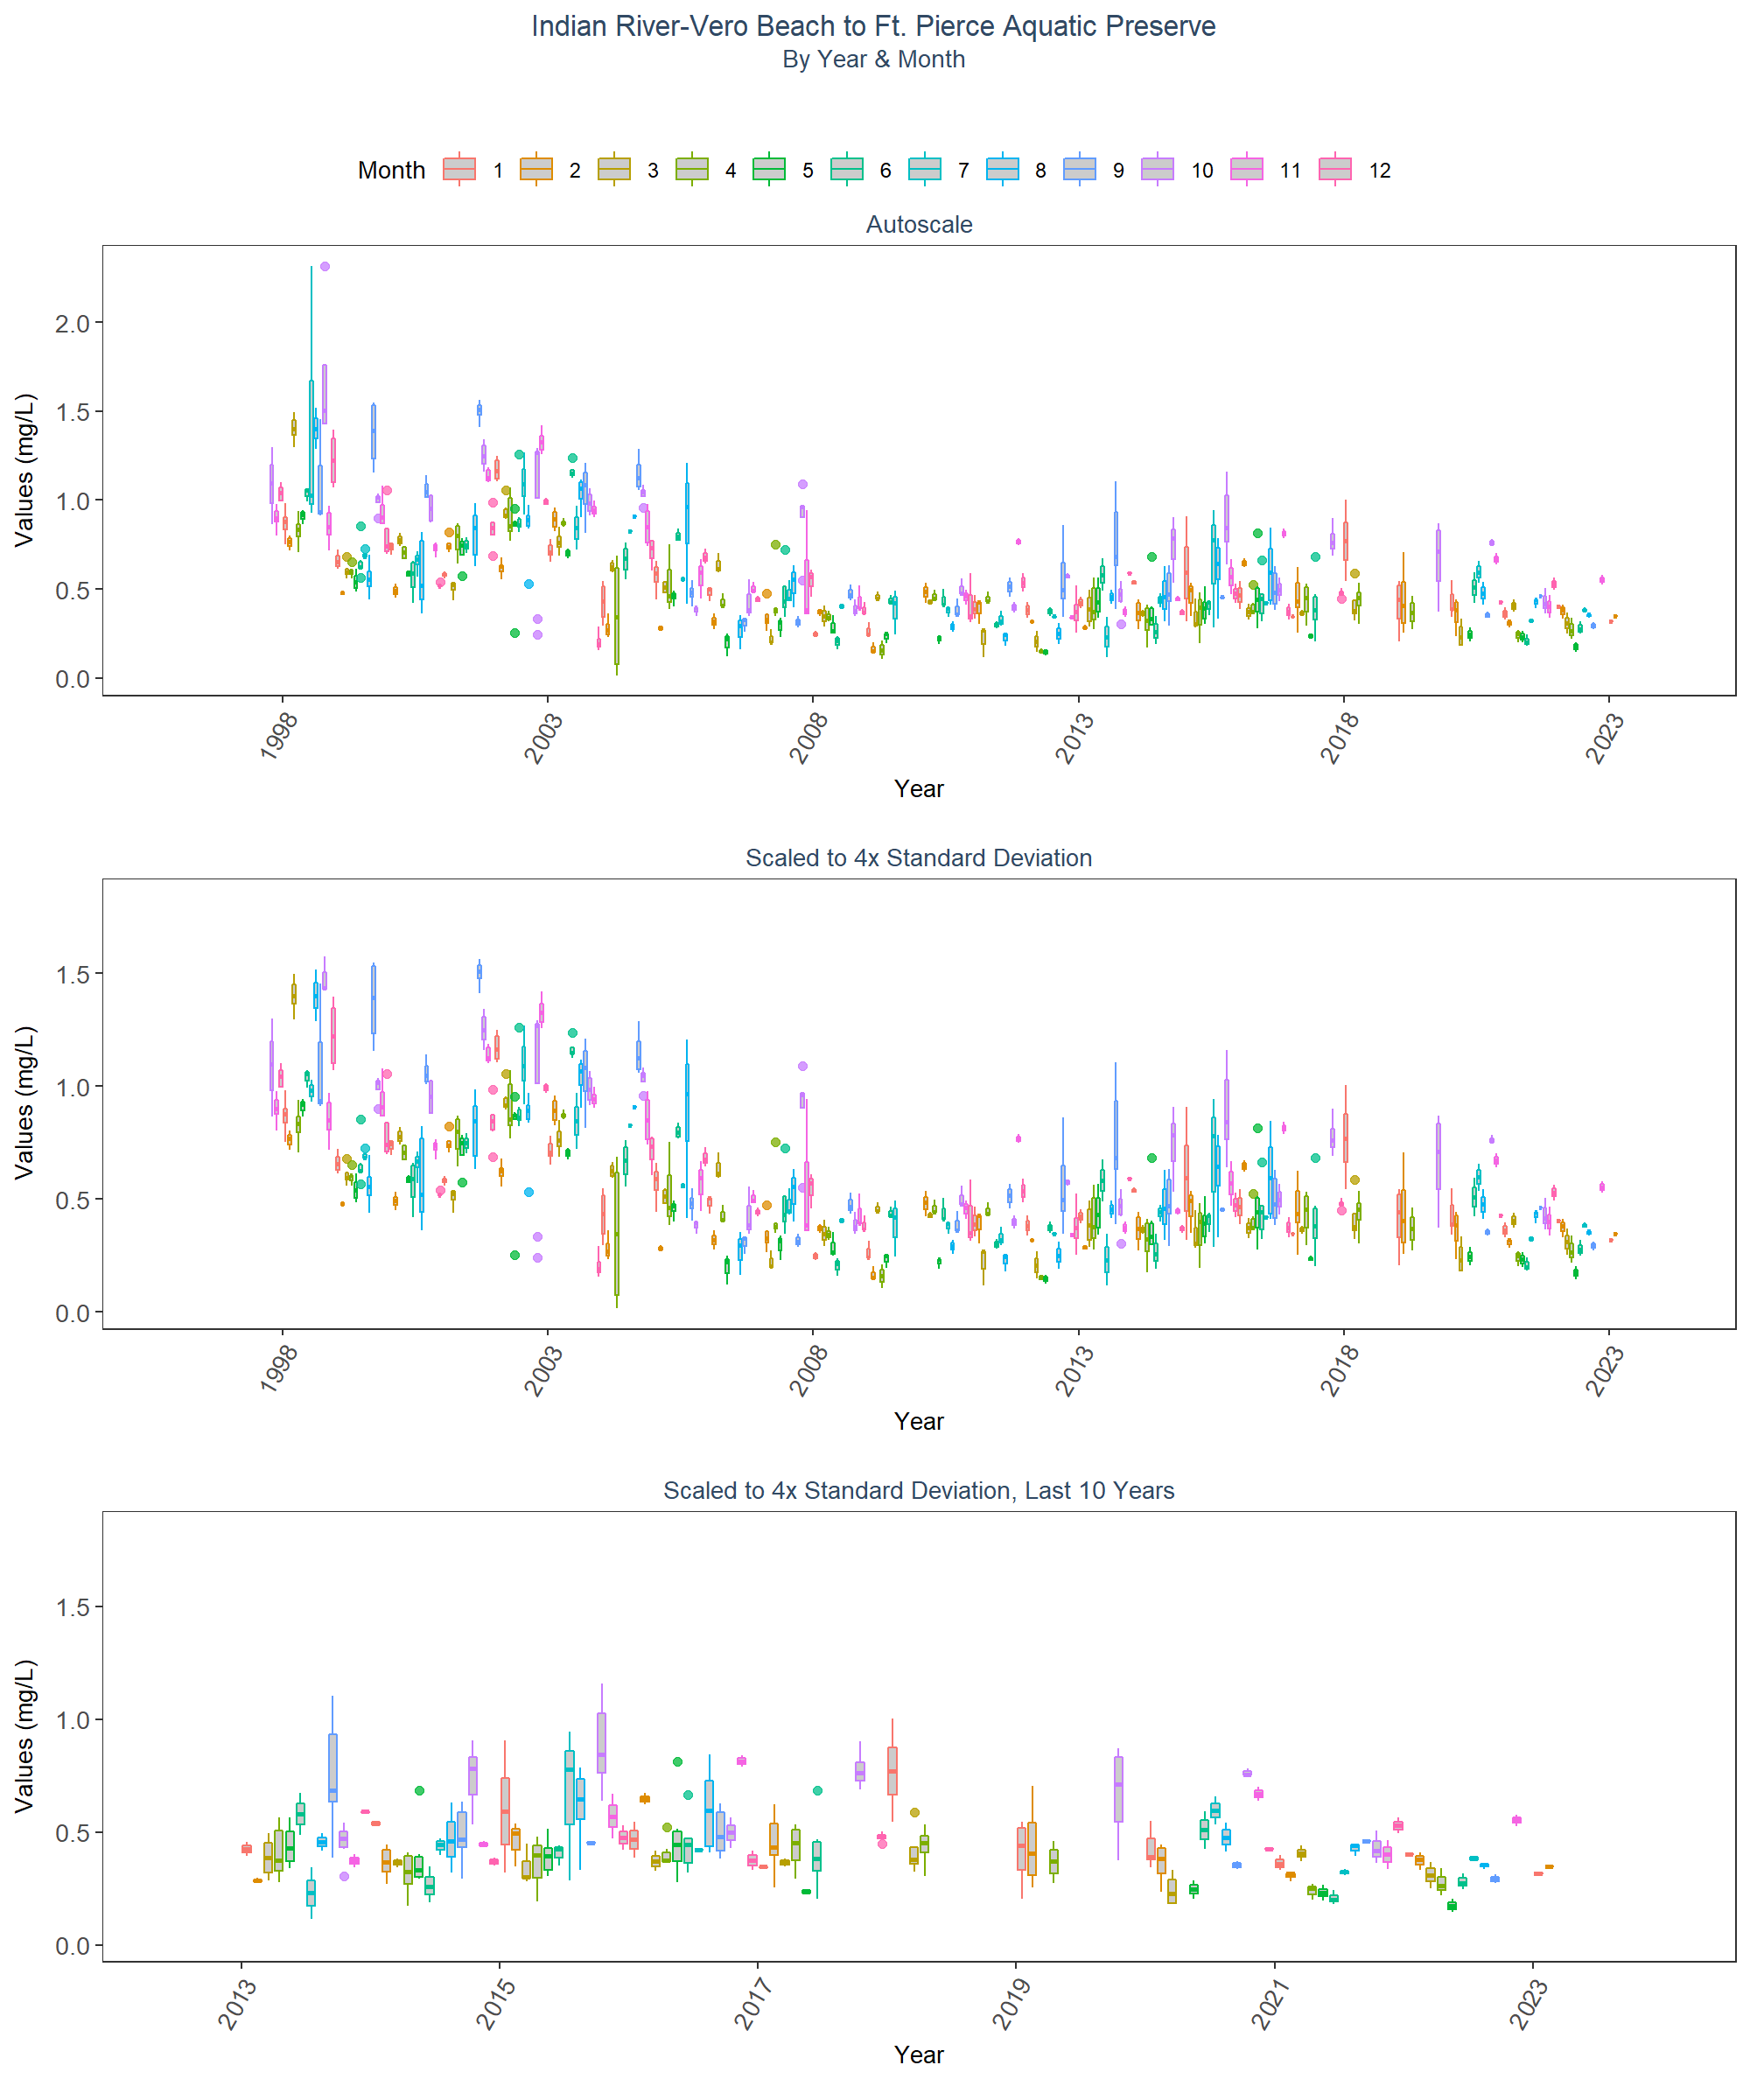 Indian River-Vero Beach to Ft. Pierce Aquatic Preserve
By Year & Month
Month 1 2 3 4 5 6 7 8 9 10 11 12
Autoscale
Values (mg/L)
2.0
1.5
1.0
0.5
0.0
1998 2003 2008 2013 2018 2023
Year
Scaled to 4x Standard Deviation
Values (mg/L)
1.5
1.0
0.5
0.0
1998 2003 2008 2013 2018 2023
Year
Scaled to 4x Standard Deviation, Last 10 Years
Values (mg/L)
1.5
1.0
0.5
0.0
2013 2015 2017 2019 2021 2023
Year